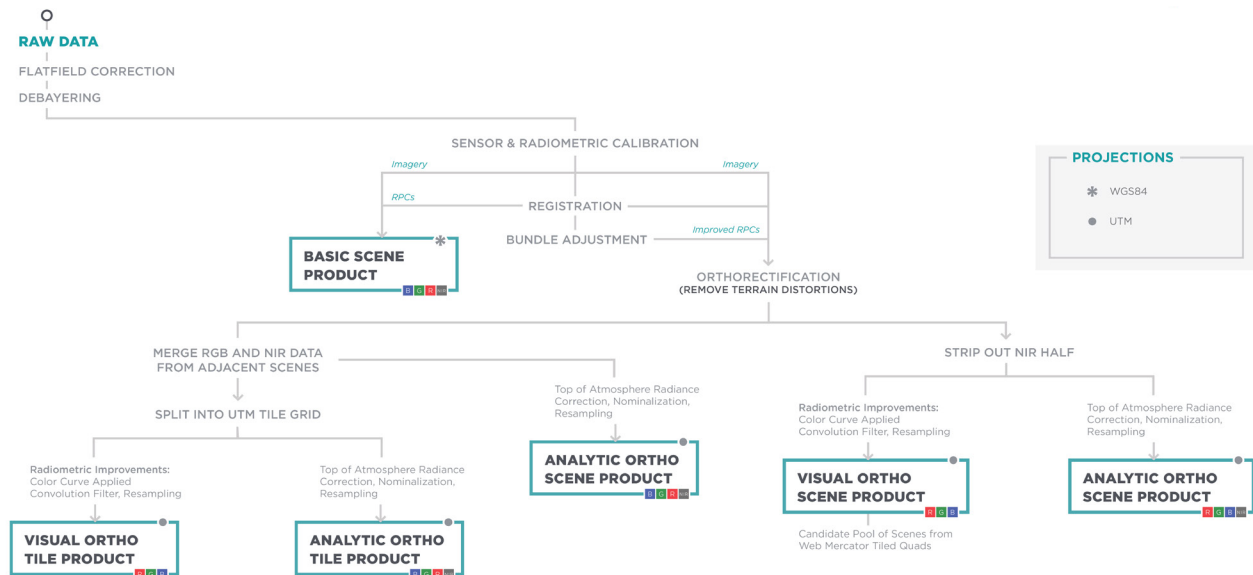 RAW DATA
FLATFIELD CORRECTION
DEBAYERING
SENSOR & RADIOMETRIC CALIBRATION
Imagery
Imagery
RPCs
REGISTRATION
BUNDLE ADJUSTMENT
Improved RPCs
PROJECTIONS
WGS84
UTM
BASIC SCENE
PRODUCT
B G R NIR
ORTHORECTIFICATION
(REMOVE TERRAIN DISTORTIONS)
MERGE RGB AND NIR DATA
FROM ADJACENT SCENES
STRIP OUT NIR HALF
SPLIT INTO UTM TILE GRID
Top of Atmosphere Radiance
Correction, Nominalization,
Resampling
Radiometric Improvements:
Color Curve Applied
Convolution Filter, Resampling
Top of Atmosphere Radiance
Correction, Nominalization,
Resampling
ANALYTIC ORTHO
SCENE PRODUCT
B G R NIR
VISUAL ORTHO
SCENE PRODUCT
R G B
ANALYTIC ORTHO
SCENE PRODUCT
R G B NIR
Radiometric Improvements:
Color Curve Applied
Convolution Filter, Resampling
Top of Atmosphere Radiance
Correction, Nominalization,
Resampling
Candidate Pool of Scenes from
Web Mercator Tiled Quads
VISUAL ORTHO
TILE PRODUCT
R G B
ANALYTIC ORTHO
TILE PRODUCT
B G R NIR